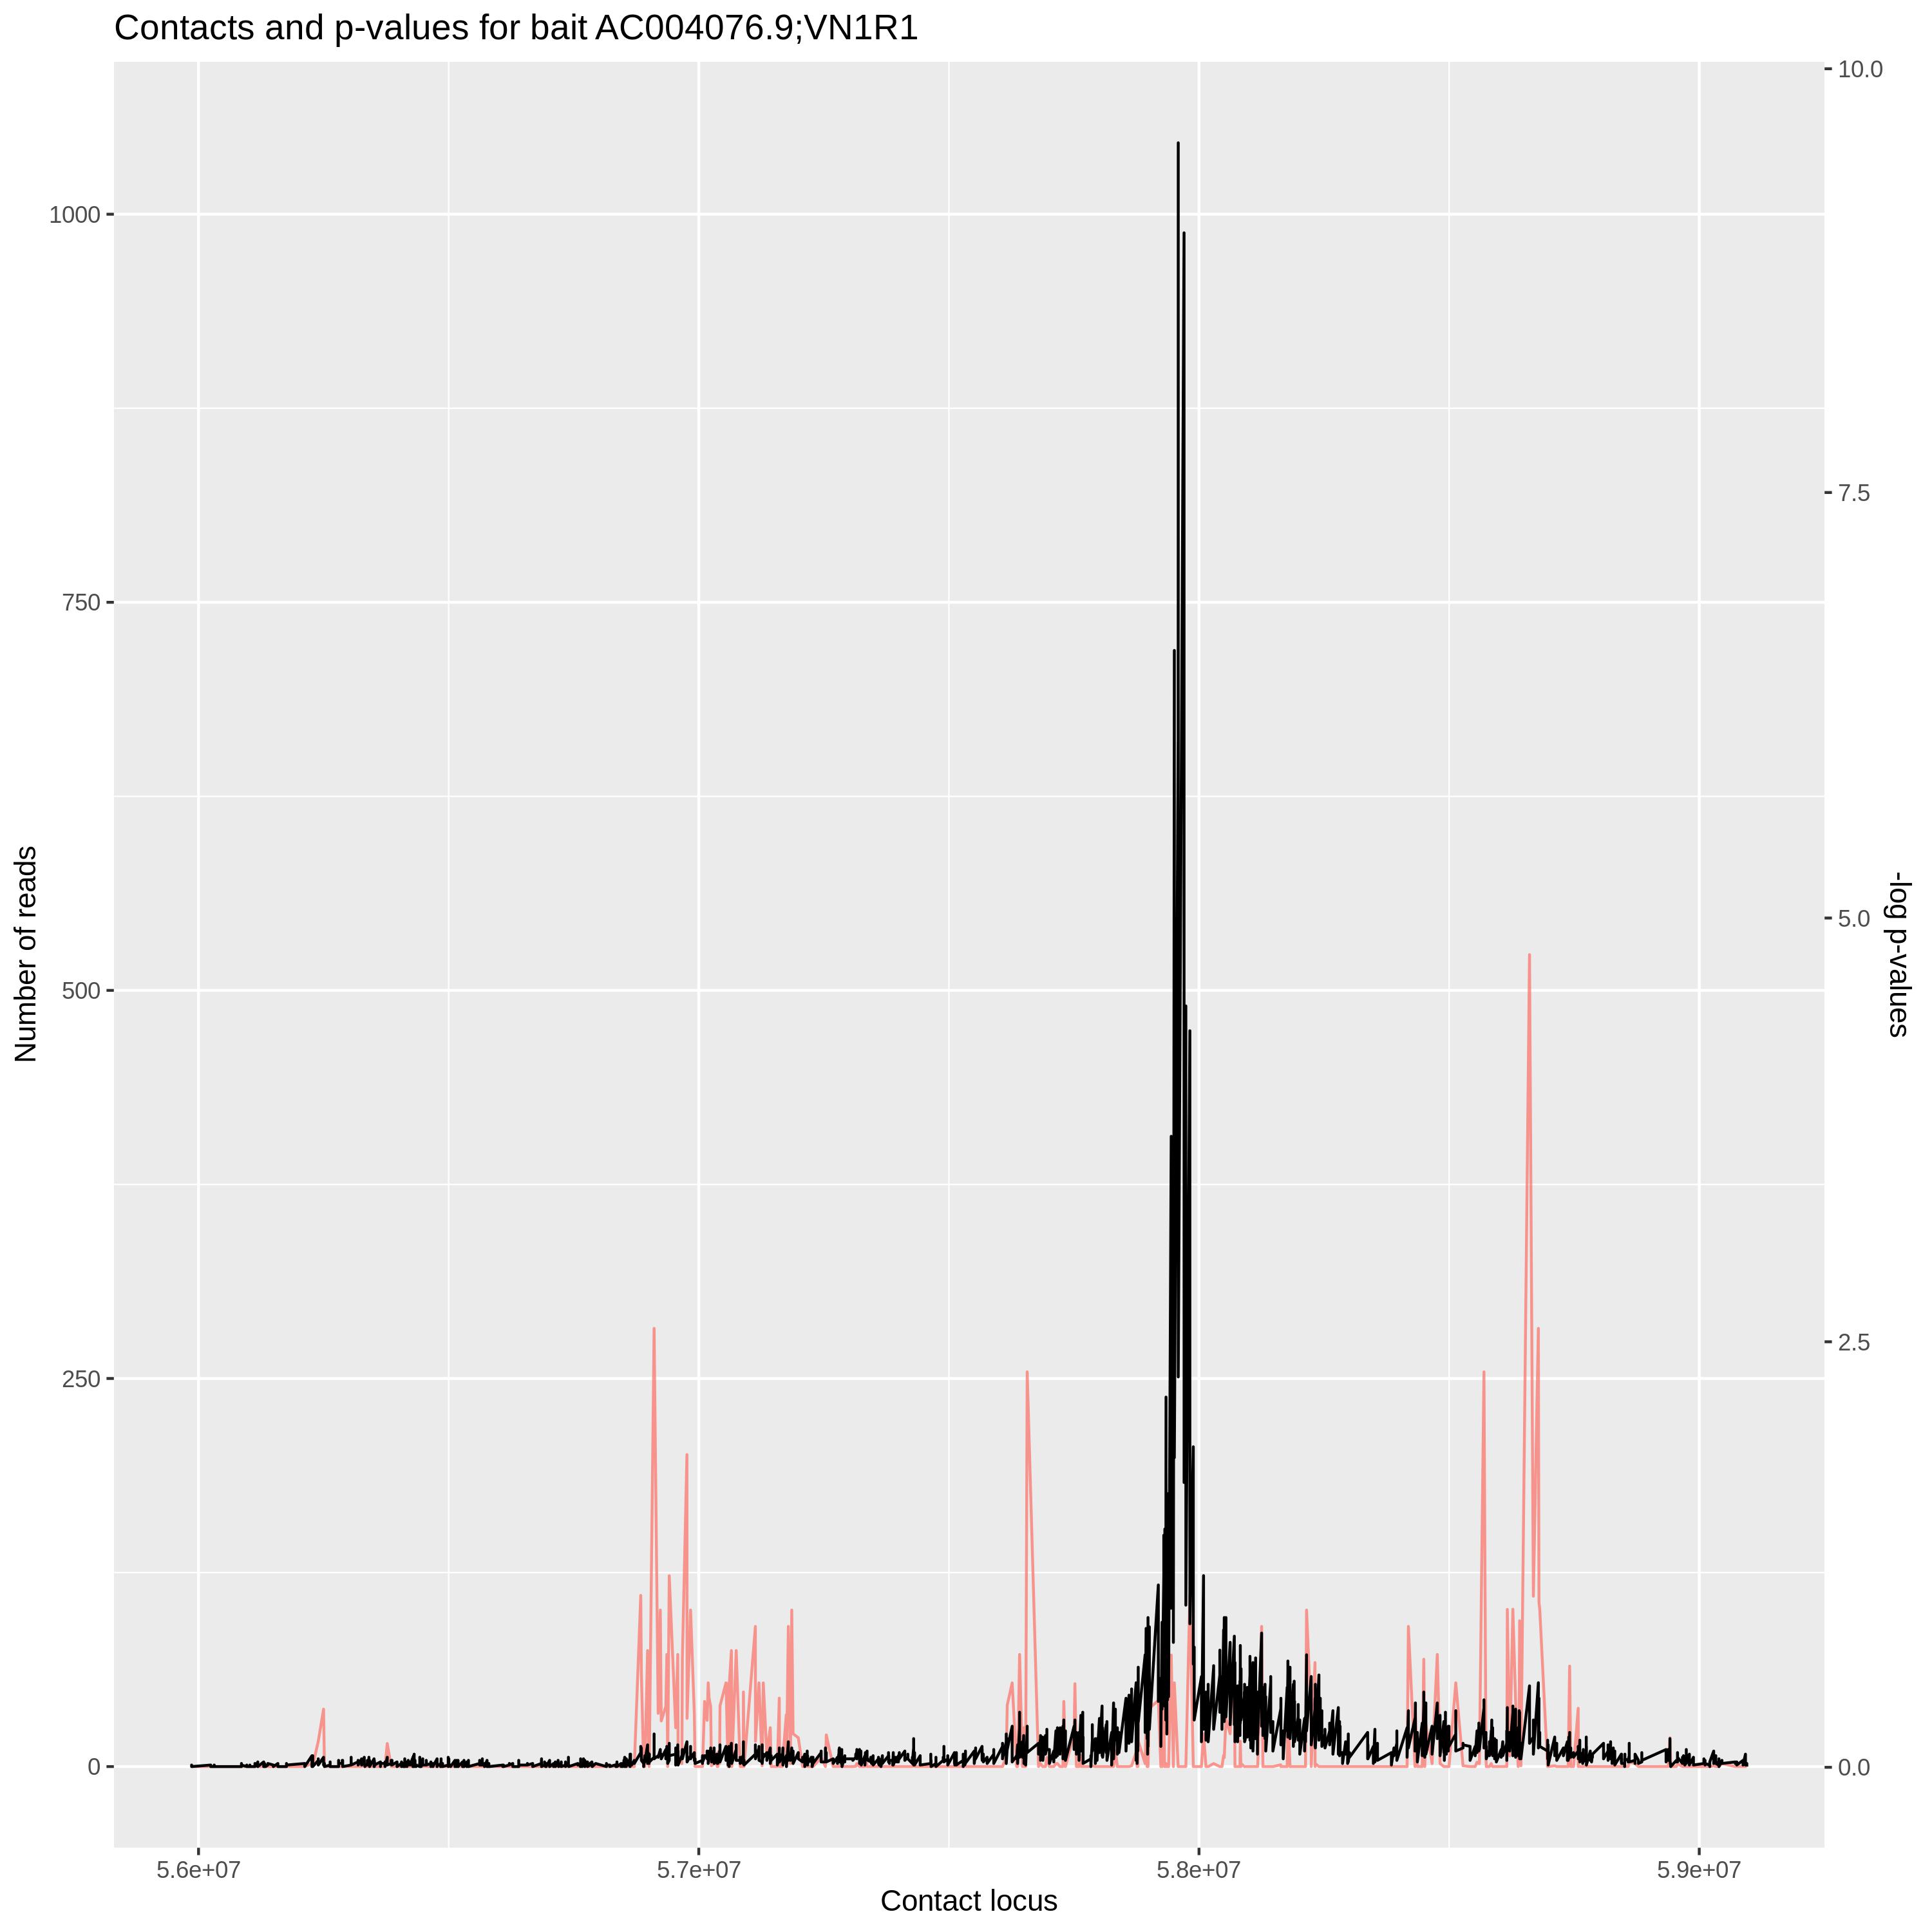 Contacts and p-values for bait AC004076.9;VN1R1
Number of reads
1000
750
500
250
0
10.0
7.5
5.0
2.5
0.0
-log p-values
5.6e+07
5.7e+07
5.8e+07
5.9e+07
Contact locus